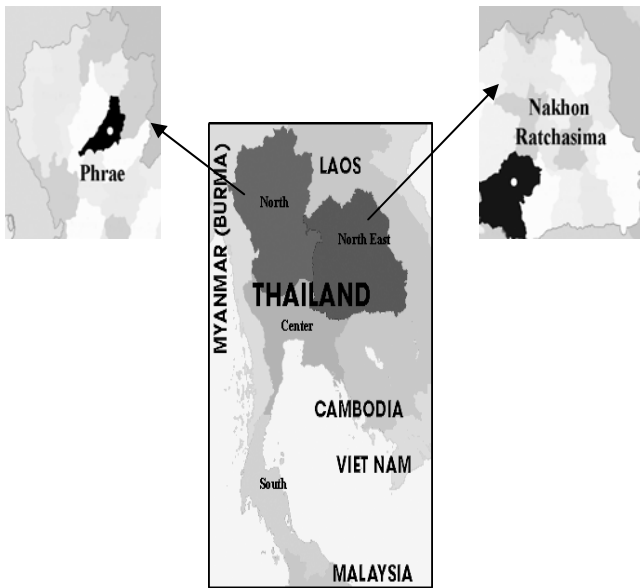 Phrae
Nakhon
Ratchasima
MYANMAR (BURMA)
LAOS
North
North East
THAILAND
Center
CAMBODIA
VIET NAM
South
MALAYSIA